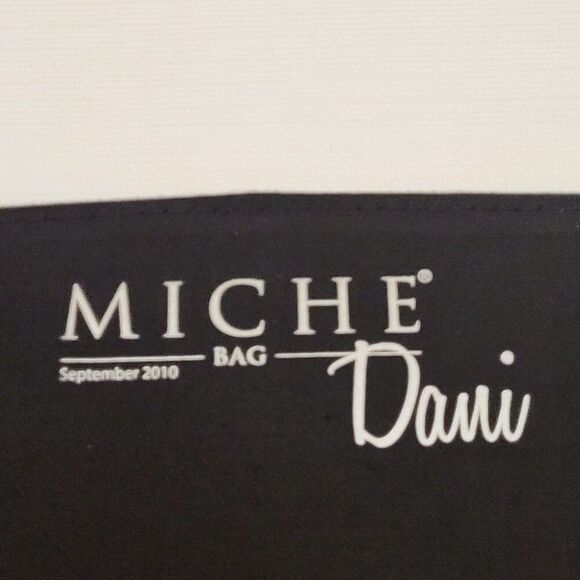 MICHE®
BAG
September 2010
Dani